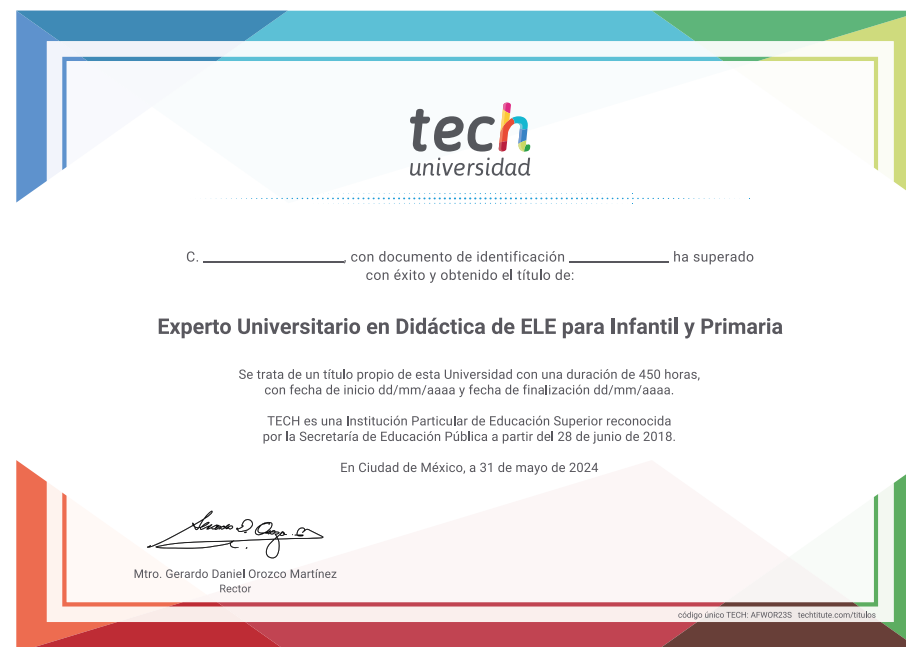 tech
universidad
C. ____________________, con documento de identificación ______________ ha superado
con éxito y obtenido el título de:
Experto Universitario en Didáctica de ELE para Infantil y Primaria
Se trata de un título propio de esta Universidad con una duración de 450 horas,
con fecha de inicio dd/mm/aaaa y fecha de finalización dd/mm/aaaa.
TECH es una Institución Particular de Educación Superior reconocida
por la Secretaría de Educación Pública a partir del 28 de junio de 2018.
En Ciudad de México, a 31 de mayo de 2024
Mtro. Gerardo Daniel Orozco Martínez
Rector
código único TECH: AFWOR23S techtitute.com/titulos